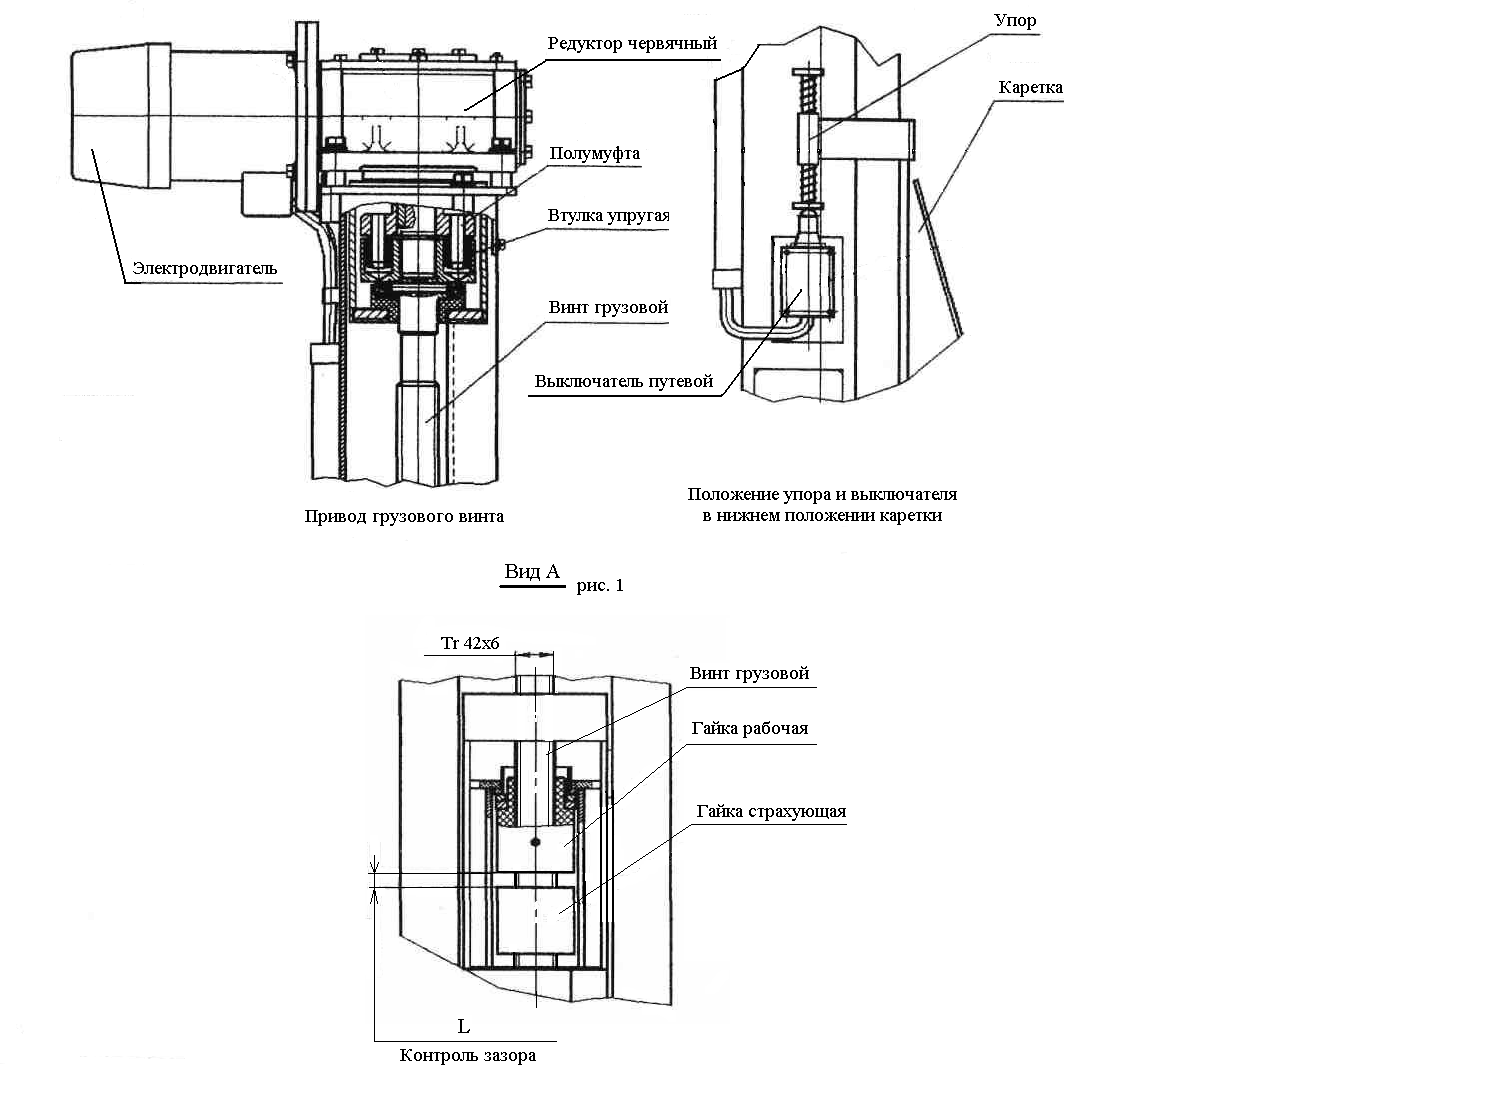 Упор
Редуктор червячный
Каретка
Полумуфта
Втулка упругая
Электродвигатель
Винт грузовой
Выключатель путевой
Привод грузового винта
Положение упора и выключателя
в нижнем положении каретки
Вид А
рис. 1
Tr 42x6
Винт грузовой
Гайка рабочая
Гайка страхующая
L
Контроль зазора